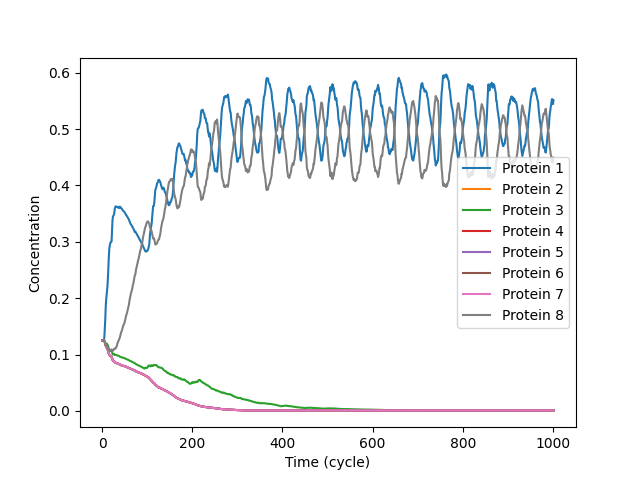 0.6
0.5
0.4
0.3
0.2
0.1
0.0
Concentration
0
200
400
600
800
1000
Time (cycle)
Protein 1
Protein 2
Protein 3
Protein 4
Protein 5
Protein 6
Protein 7
Protein 8